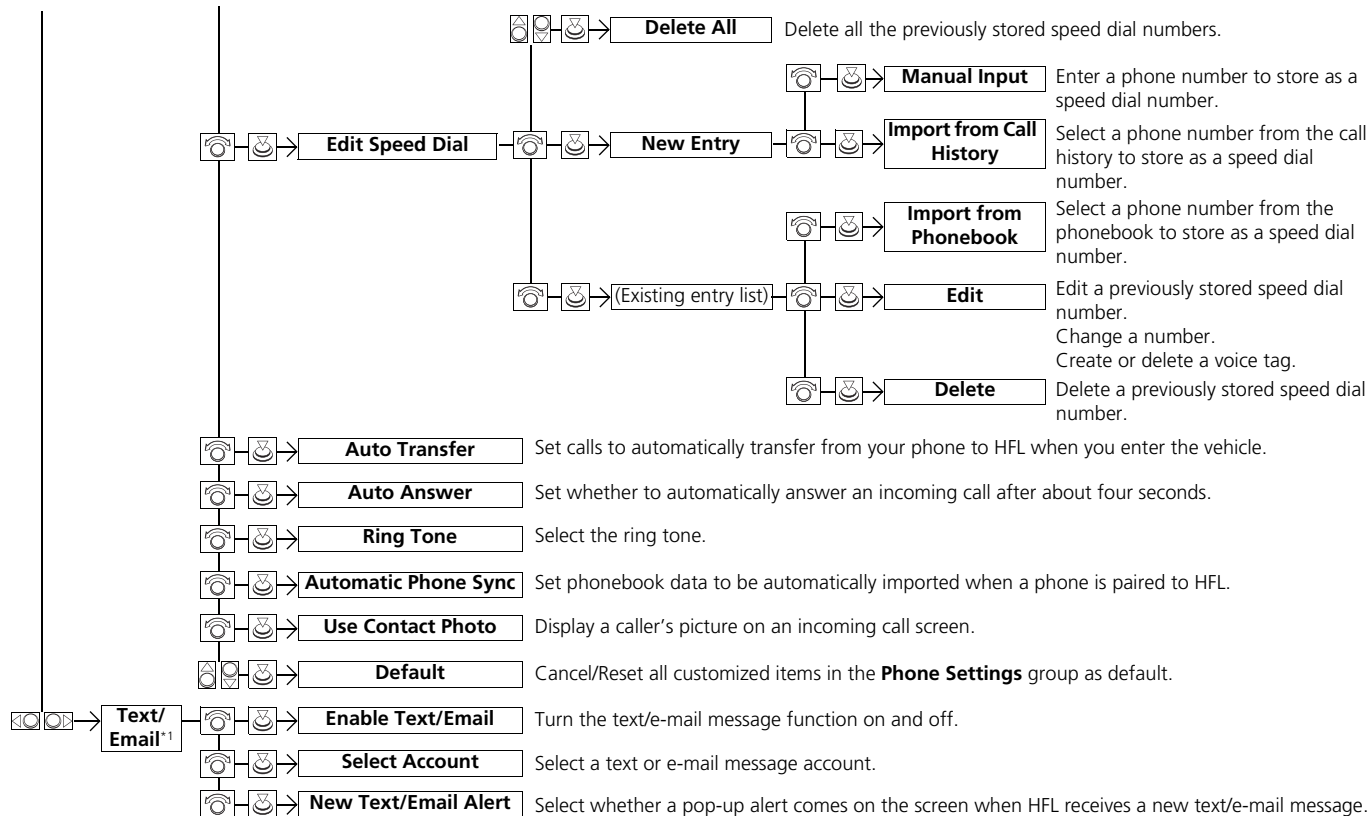 Delete All
Delete all the previously stored speed dial numbers.
Manual Input
Enter a phone number to store as a
speed dial number.
Edit Speed Dial
New Entry
Import from Call
History
Select a phone number from the call
history to store as a speed dial
number.
Import from
Phonebook
Select a phone number from the
phonebook to store as a speed dial
number.
(Existing entry list)
Edit
Edit a previously stored speed dial
number.
Change a number.
Create or delete a voice tag.
Delete
Delete a previously stored speed dial
number.
Auto Transfer
Set calls to automatically transfer from your phone to HFL when you enter the vehicle.
Auto Answer
Set whether to automatically answer an incoming call after about four seconds.
Ring Tone
Select the ring tone.
Automatic Phone Sync
Set phonebook data to be automatically imported when a phone is paired to HFL.
Use Contact Photo
Display a caller's picture on an incoming call screen.
Default
Cancel/Reset all customized items in the Phone Settings group as default.
Text/
Email*1
Enable Text/Email
Turn the text/e-mail message function on and off.
Select Account
Select a text or e-mail message account.
New Text/Email Alert
Select whether a pop-up alert comes on the screen when HFL receives a new text/e-mail message.